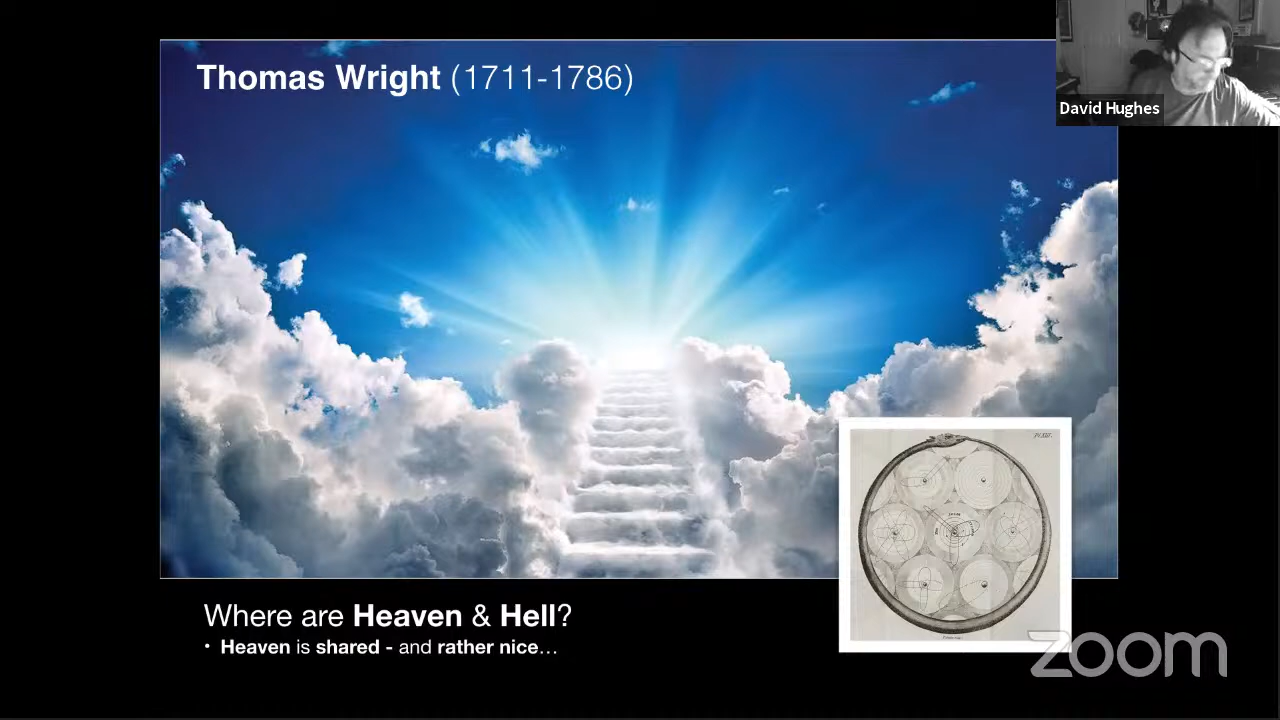 Thomas Wright (1711-1786)
David Hughes
Where are Heaven & Hell?
• Heaven is shared - and rather nice…
zoom